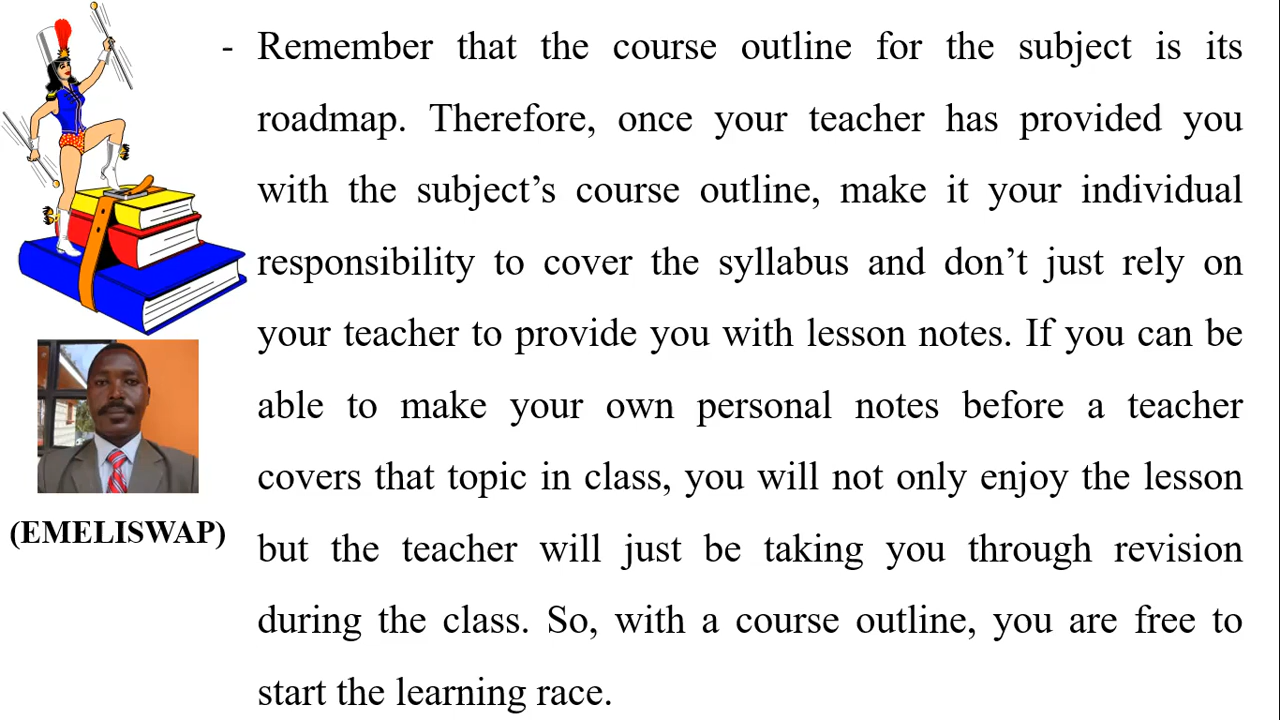 - Remember that the course outline for the subject is its
roadmap. Therefore, once your teacher has provided you
with the subject’s course outline, make it your individual
responsibility to cover the syllabus and don’t just rely on
your teacher to provide you with lesson notes. If you can be
able to make your own personal notes before a teacher
covers that topic in class, you will not only enjoy the lesson
but the teacher will just be taking you through revision
during the class. So, with a course outline, you are free to
start the learning race.
(EMELISWAP)